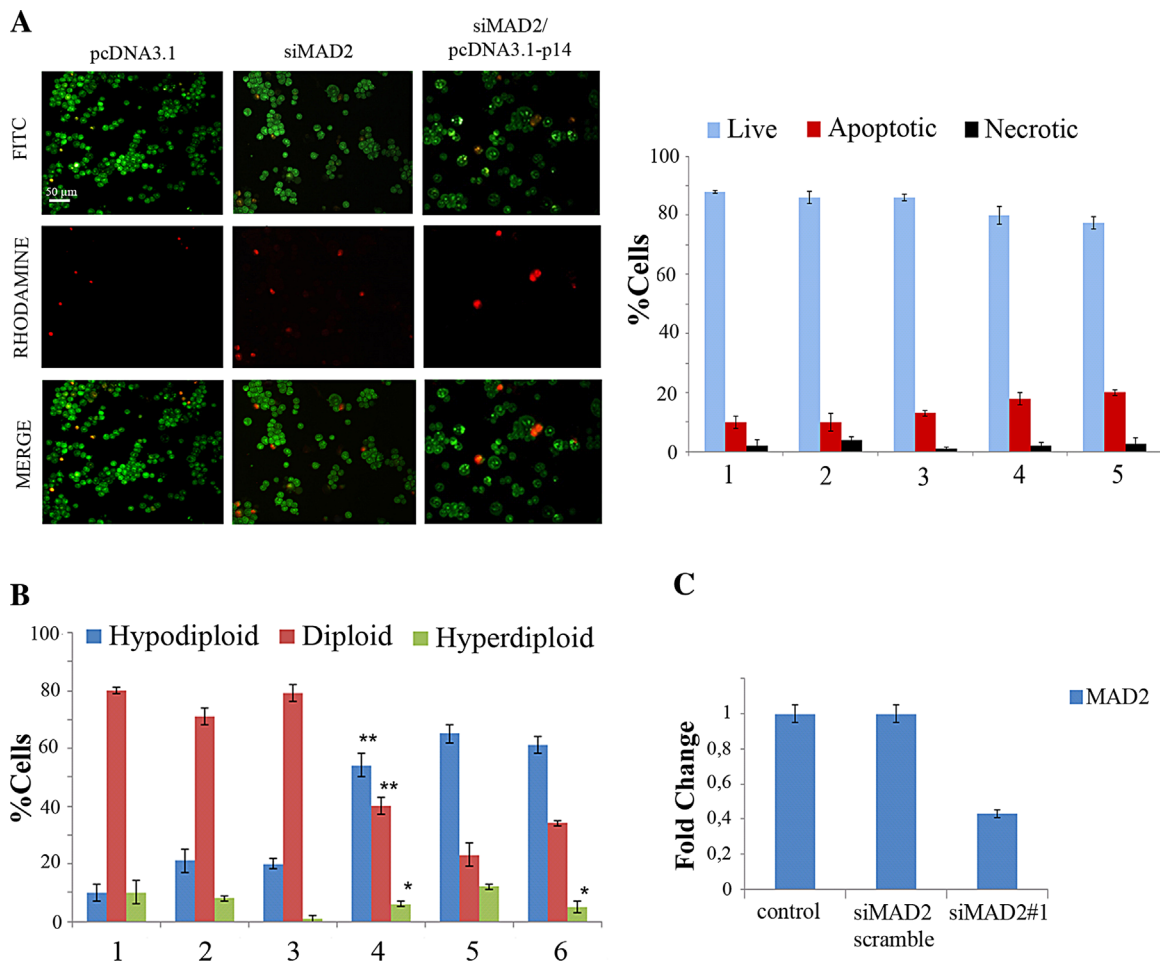 A
pcDNA3.1
siMAD2
siMAD2/
pcDNA3.1-p14
FITC
RHODAMINE
MERGE
50 µm
Live
Apoptotic
Necrotic
%Cells
100
80
60
40
20
0
1
2
3
4
5
B
Hypodiploid
Diploid
Hyperdiploid
%Cells
100
80
60
40
20
0
**
**
*
*
1
2
3
4
5
6
C
MAD2
Fold Change
1
0,8
0,6
0,4
0,2
0
control
siMAD2
scramble
siMAD2#1